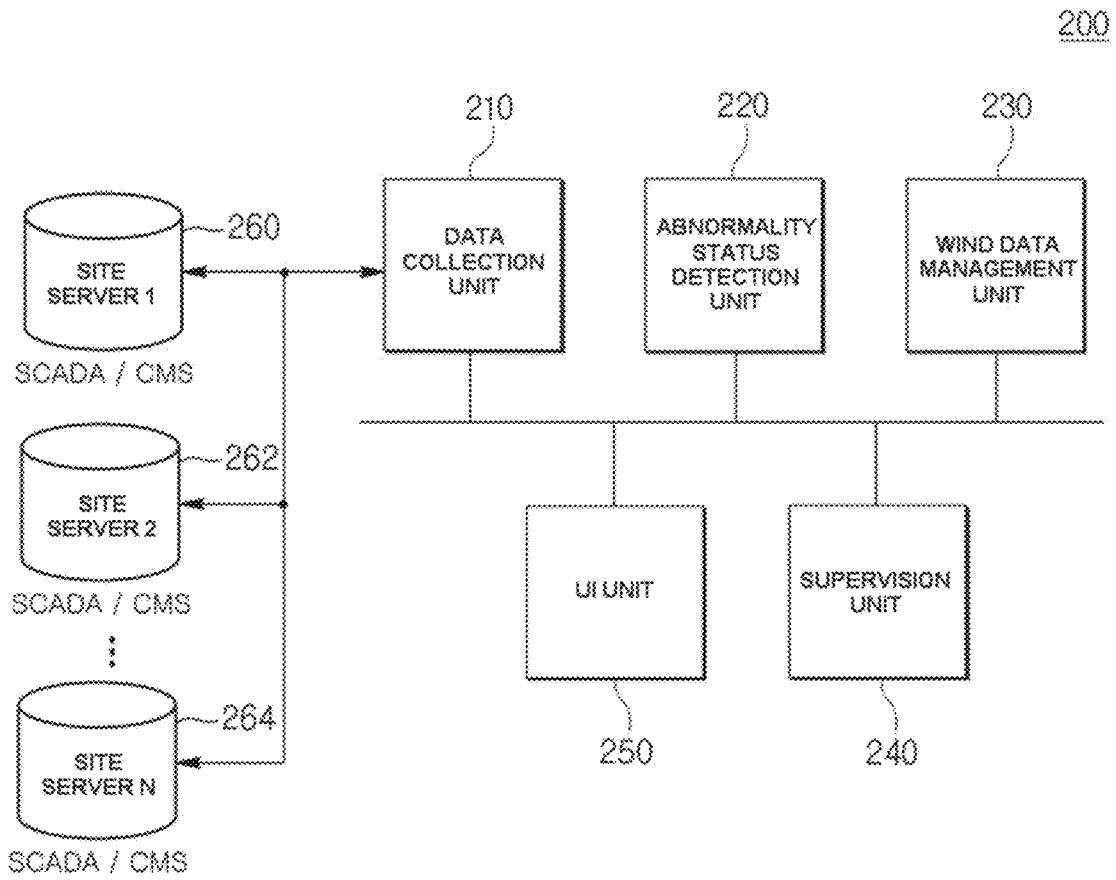 200
210
220
230
DATA
COLLECTION
UNIT
ABNORMALITY
STATUS
DETECTION
UNIT
WIND DATA
MANAGEMENT
UNIT
260
SITE
SERVER 1
SCADA / CMS
262
SITE
SERVER 2
SCADA / CMS
264
SITE
SERVER N
SCADA / CMS
UI UNIT
SUPERVISION
UNIT
250
240